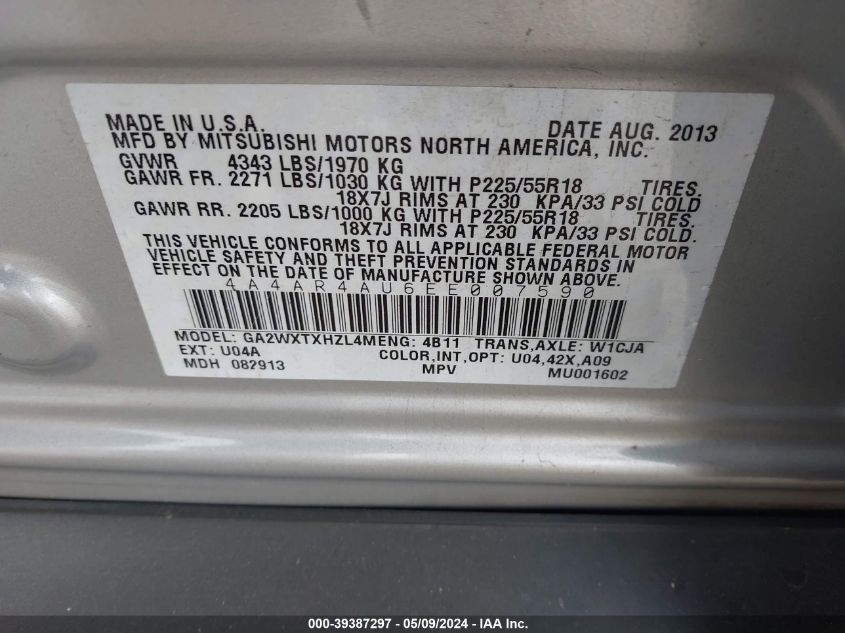 MADE IN U.S.A. DATE AUG. 2013
MFD BY MITSUBISHI MOTORS NORTH AMERICA, INC.
GVWR 4343 LBS/1970 KG
GAWR FR. 2271 LBS/1030 KG WITH P225/55R18 TIRES.
18X7J RIMS AT 230 KPA/33 PSI COLD
GAWR RR. 2205 LBS/1000 KG WITH P225/55R18 TIRES.
18X7J RIMS AT 230 KPA/33 PSI COLD.
THIS VEHICLE CONFORMS TO ALL APPLICABLE FEDERAL MOTOR
VEHICLE SAFETY AND THEFT PREVENTION STANDARDS IN
EFFECT ON THE DATE OF MANUFACTURE SHOWN ABOVE.
4A4AR4AU6EE007590
MODEL: GA2WXTXHZL4MENG: 4B11 TRANS,AXLE: W1CJA
EXT: U04A COLOR,INT,OPT: U04,42X,A09
MDH 082913 MPV MU001602
000-39387297 - 05/09/2024 - IAA Inc.